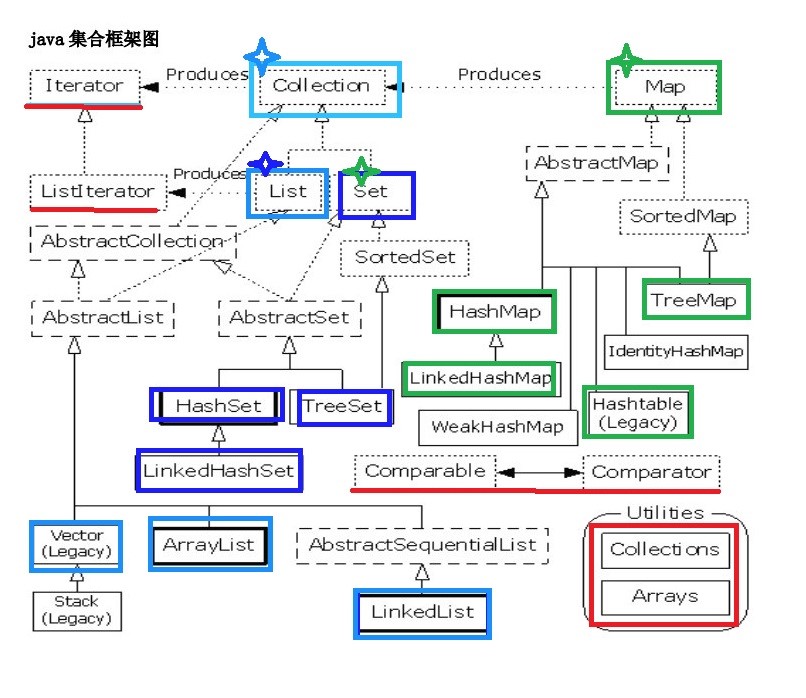 java 集合框架图
Iterator
Produces
Collection
Produces
Map
AbstractMap
ListIterator
Produces
List
Set
SortedMap
AbstractCollection
SortedSet
AbstractList
AbstractSet
HashMap
TreeMap
IdentityHashMap
LinkedHashMap
HashSet
TreeSet
Hashtable
(Legacy)
WeakHashMap
LinkedHashSet
Comparable
Comparator
Utilities
Vector
(Legacy)
ArrayList
AbstractSequentialList
Collections
Arrays
Stack
(Legacy)
LinkedList